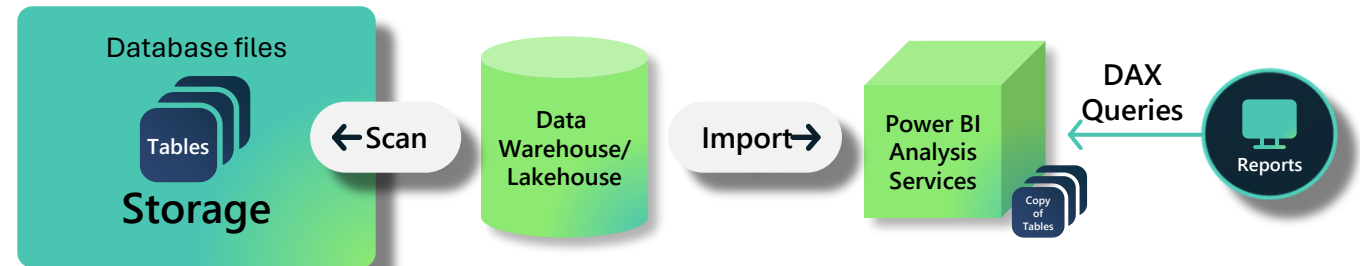 Database files
Tables
Storage
Scan
Data
Warehouse/
Lakehouse
Import
Power BI
Analysis
Services
Copy
of
Tables
DAX
Queries
Reports